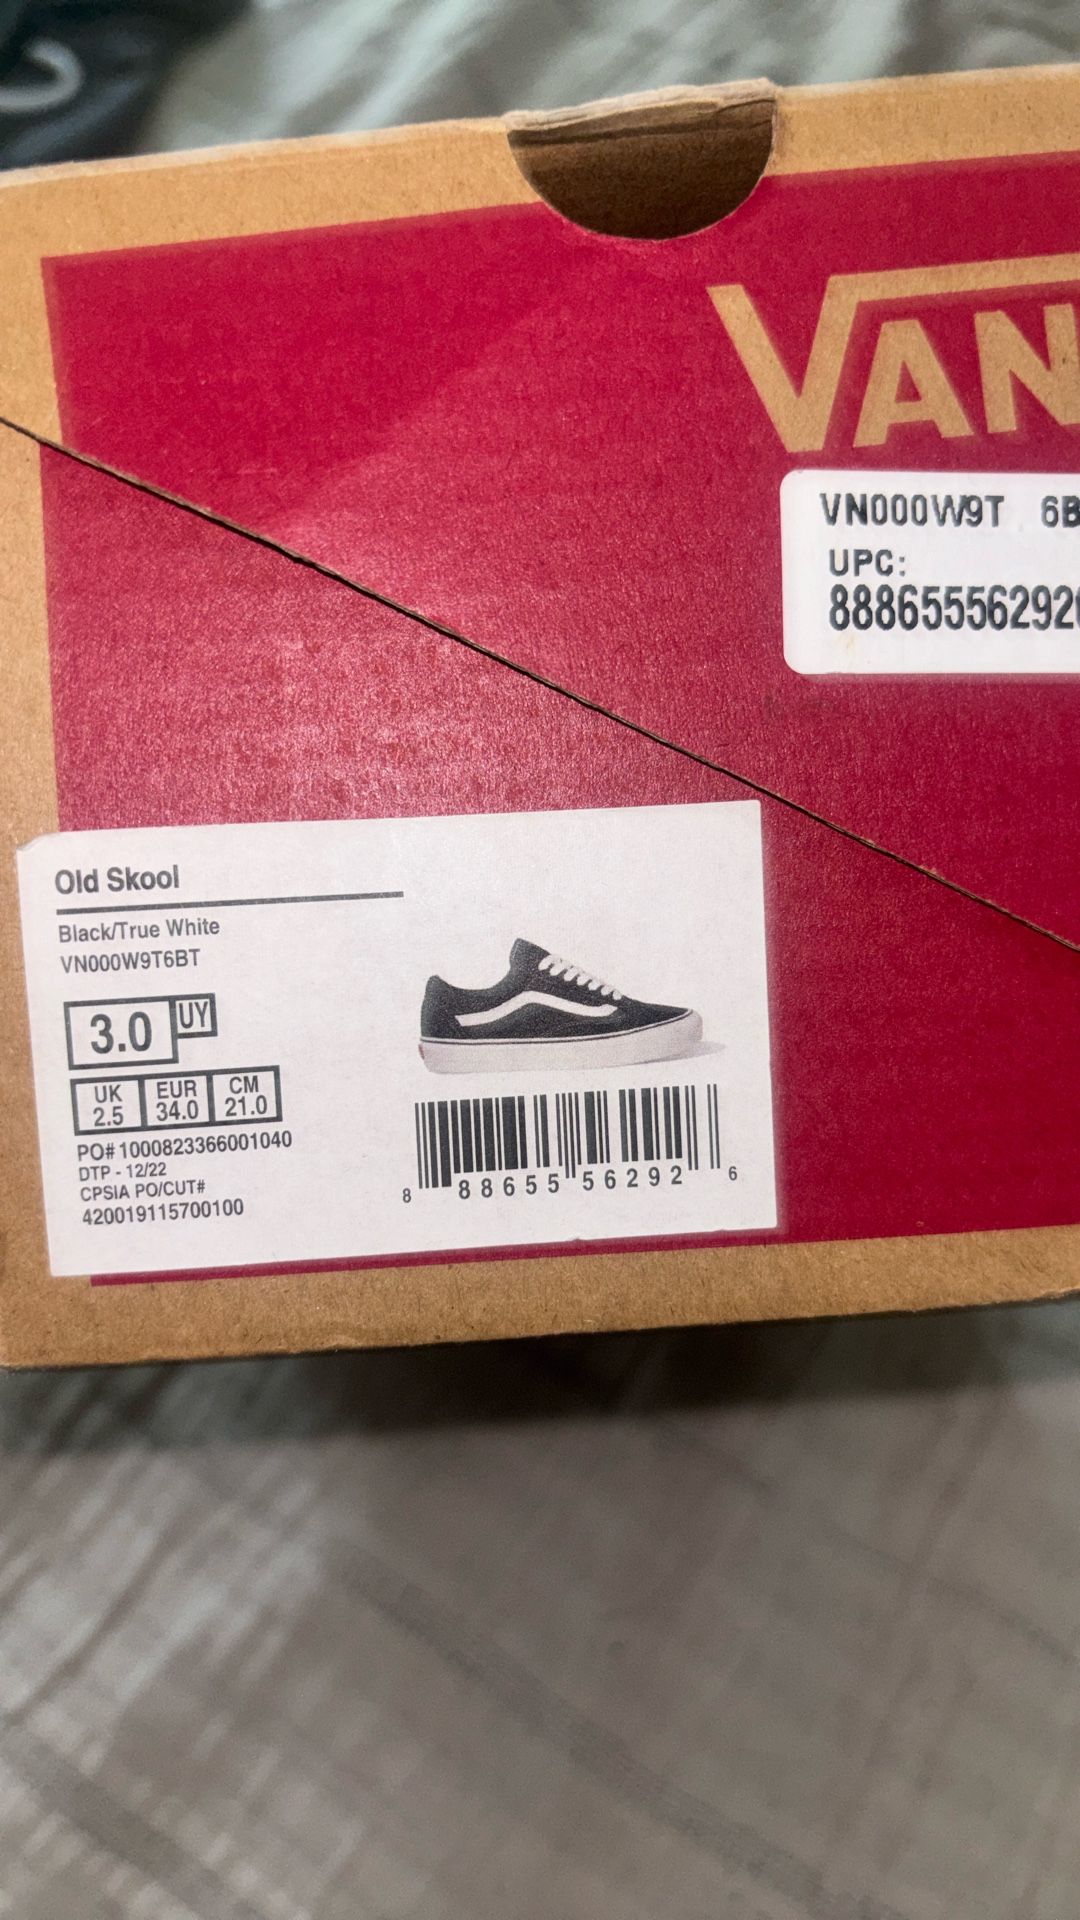 VAN
VN000W9T 6B
UPC:
88865556292
Old Skool
Black/True White
VN000W9T6BT
3.0 UY
UK EUR CM
2.5 34.0 21.0
PO# 1000823366001040
DTP - 12/22
CPSIA PO/CUT#
420019115700100
8 88655 56292 6